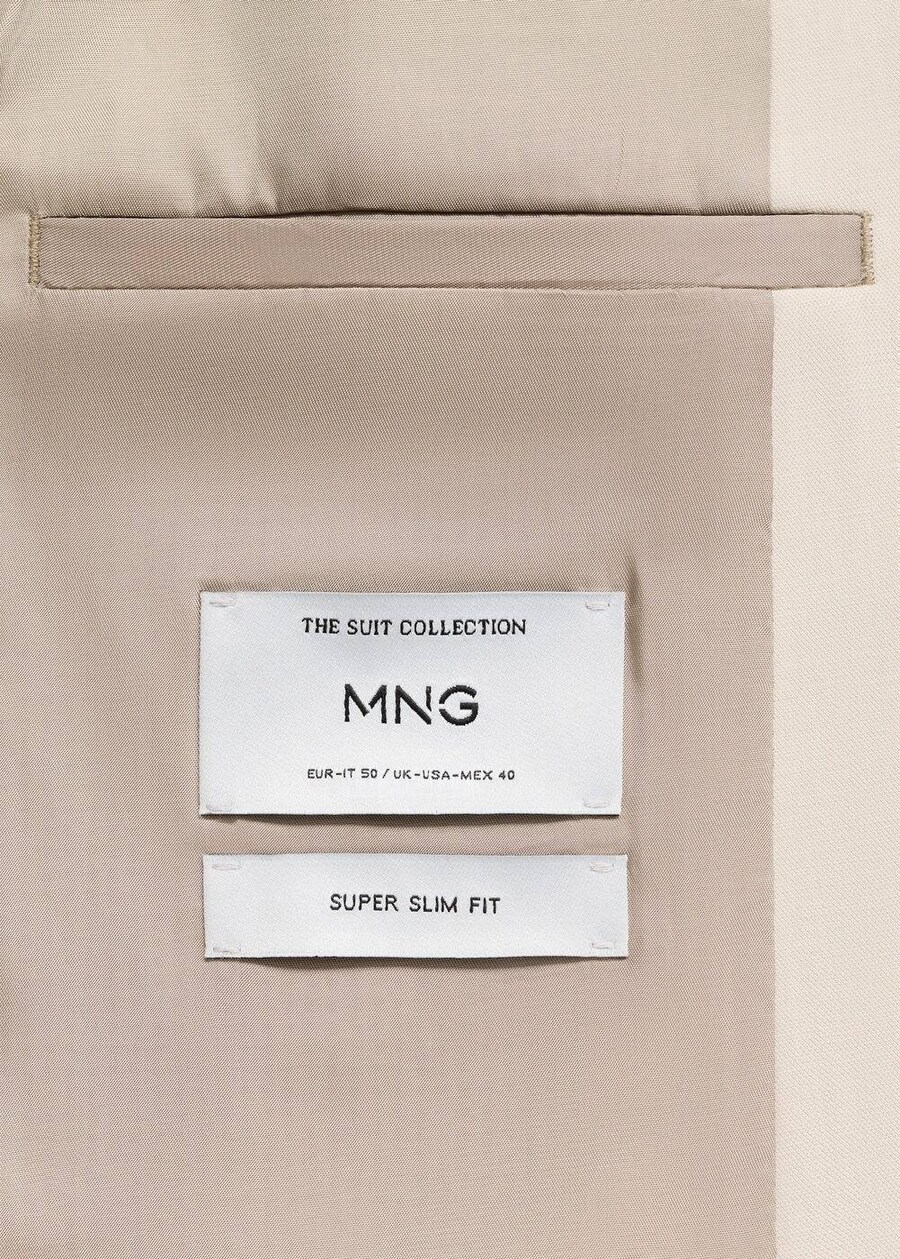 THE SUIT COLLECTION
MNG
EUR-IT 50 / UK-USA-MEX 40
SUPER SLIM FIT